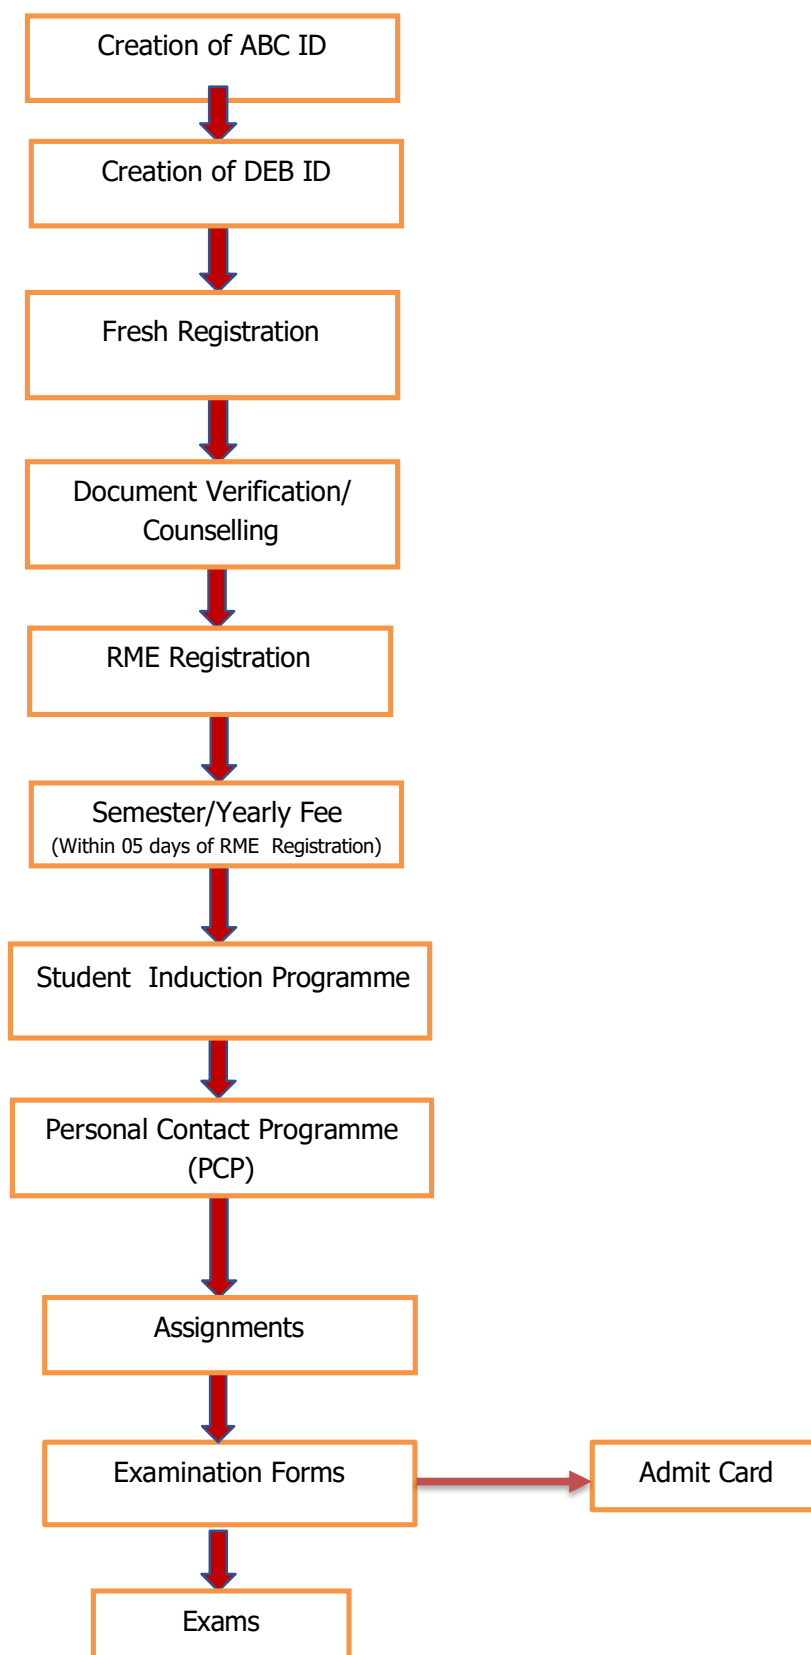 Creation of ABC ID
Creation of DEB ID
Fresh Registration
Document Verification/
Counselling
RME Registration
Semester/Yearly Fee
(Within 05 days of RME  Registration)
Student  Induction Programme
Personal Contact Programme
(PCP)
Assignments
Examination Forms
Admit Card
Exams